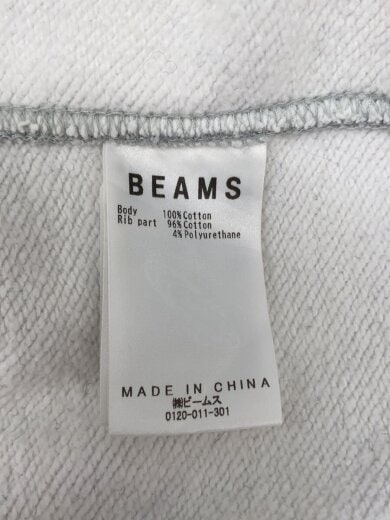 BEAMS
Body 100% Cotton
Rib part 96% Cotton
4% Polyurethane
MADE IN CHINA
㈱ビームス
0120-011-301